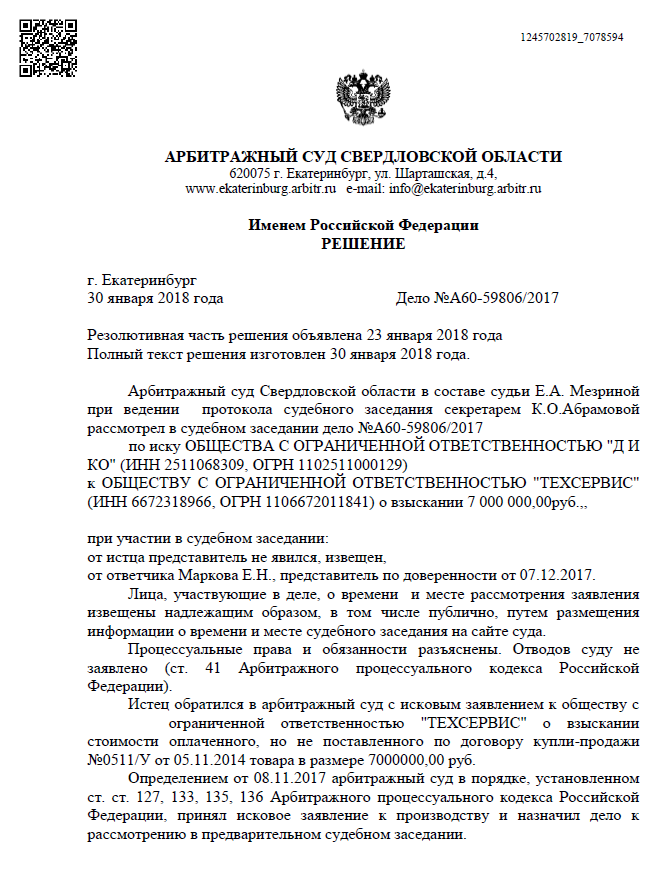 1245702819_7078594
АРБИТРАЖНЫЙ СУД СВЕРДЛОВСКОЙ ОБЛАСТИ
620075 г. Екатеринбург, ул. Шарташская, д.4,
www.ekaterinburg.arbitr.ru e-mail: info@ekaterinburg.arbitr.ru
Именем Российской Федерации
РЕШЕНИЕ
г. Екатеринбург
30 января 2018 года Дело №А60-59806/2017
Резолютивная часть решения объявлена 23 января 2018 года
Полный текст решения изготовлен 30 января 2018 года.
Арбитражный суд Свердловской области в составе судьи Е.А. Мезриной
при ведении протокола судебного заседания секретарем К.О.Абрамовой
рассмотрел в судебном заседании дело №А60-59806/2017
по иску ОБЩЕСТВА С ОГРАНИЧЕННОЙ ОТВЕТСТВЕННОСТЬЮ "Д И
КО" (ИНН 2511068309, ОГРН 1102511000129)
к ОБЩЕСТВУ С ОГРАНИЧЕННОЙ ОТВЕТСТВЕННОСТЬЮ "ТЕХСЕРВИС"
(ИНН 6672318966, ОГРН 1106672011841) о взыскании 7 000 000,00руб.,,
при участии в судебном заседании:
от истца представитель не явился, извещен,
от ответчика Маркова Е.Н., представитель по доверенности от 07.12.2017.
Лица, участвующие в деле, о времени и месте рассмотрения заявления
извещены надлежащим образом, в том числе публично, путем размещения
информации о времени и месте судебного заседания на сайте суда.
Процессуальные права и обязанности разъяснены. Отводов суду не
заявлено (ст. 41 Арбитражного процессуального кодекса Российской
Федерации).
Истец обратился в арбитражный суд с исковым заявлением к обществу с
ограниченной ответственностью "ТЕХСЕРВИС" о взыскании
стоимости оплаченного, но не поставленного по договору купли-продажи
№0511/У от 05.11.2014 товара в размере 7000000,00 руб.
Определением от 08.11.2017 арбитражный суд в порядке, установленном
ст. ст. 127, 133, 135, 136 Арбитражного процессуального кодекса Российской
Федерации, принял исковое заявление к производству и назначил дело к
рассмотрению в предварительном судебном заседании.